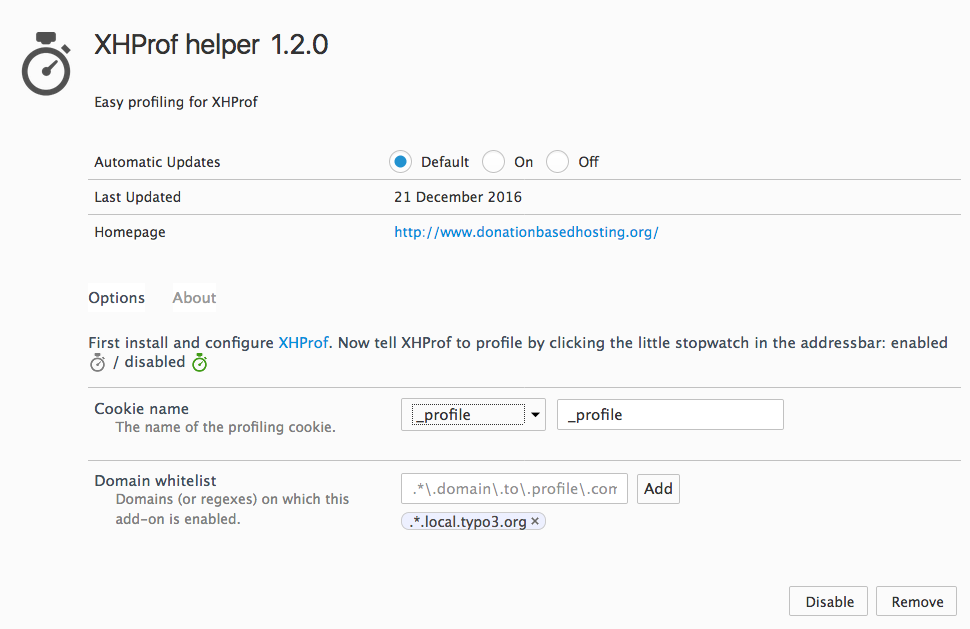 XHProf helper 1.2.0
Easy profiling for XHProf
Automatic Updates Default On Off
Last Updated 21 December 2016
Homepage http://www.donationbasedhosting.org/
Options About
First install and configure XHProf. Now tell XHProf to profile by clicking the little stopwatch in the addressbar: enabled
/ disabled
Cookie name _profile _profile
The name of the profiling cookie.
Domain whitelist .*\.domain\.to\.profile\.com Add
Domains (or regexes) on which this
add-on is enabled.
.*.local.typo3.org ×
Disable Remove